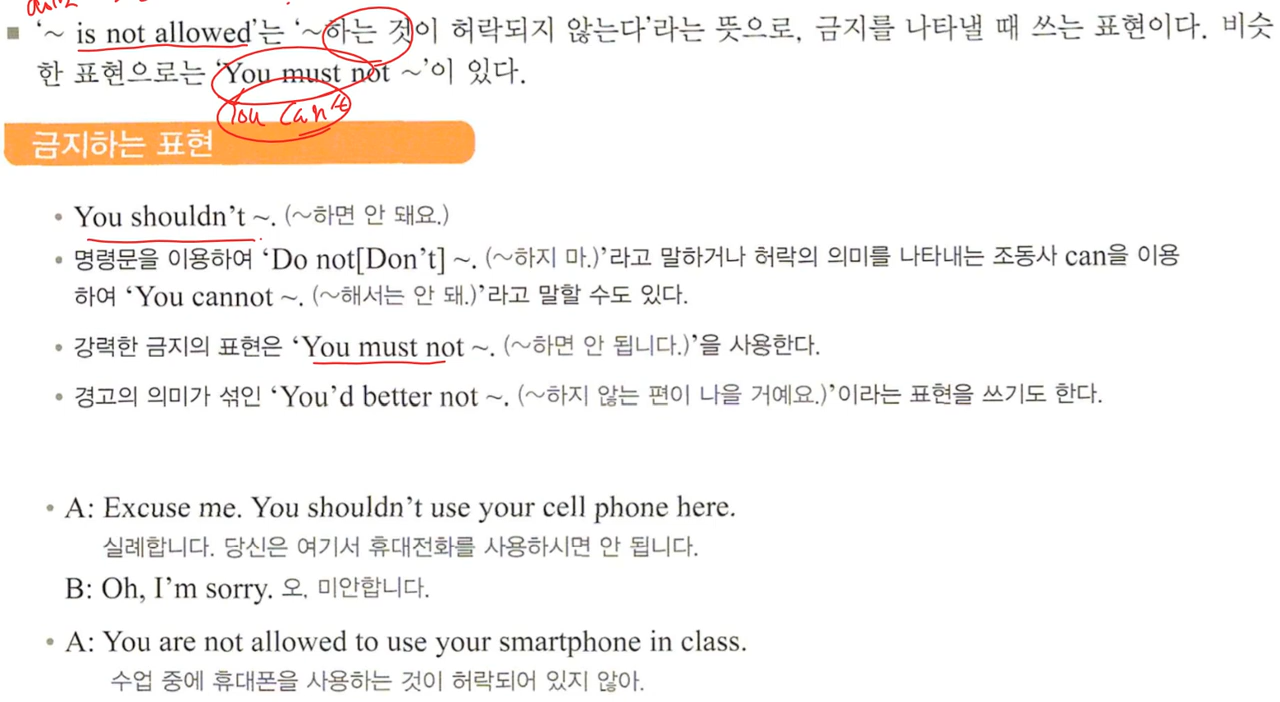 ■ ‘~ is not allowed’는 ‘~하는 것이 허락되지 않는다’라는 뜻으로, 금지를 나타낼 때 쓰는 표현이다. 비슷
한 표현으로는 ‘You must not ~’이 있다.
You can't
금지하는 표현
• You shouldn’t ~. (~하면 안 돼요.)
• 명령문을 이용하여 ‘Do not[Don’t] ~. (~하지 마.)’라고 말하거나 허락의 의미를 나타내는 조동사 can을 이용
하여 ‘You cannot ~. (~해서는 안 돼.)’라고 말할 수도 있다.
• 강력한 금지의 표현은 ‘You must not ~. (~하면 안 됩니다.)’을 사용한다.
• 경고의 의미가 섞인 ‘You’d better not ~. (~하지 않는 편이 나을 거예요.)’이라는 표현을 쓰기도 한다.
• A: Excuse me. You shouldn’t use your cell phone here.
실례합니다. 당신은 여기서 휴대전화를 사용하시면 안 됩니다.
B: Oh, I’m sorry. 오, 미안합니다.
• A: You are not allowed to use your smartphone in class.
수업 중에 휴대폰을 사용하는 것이 허락되어 있지 않아.